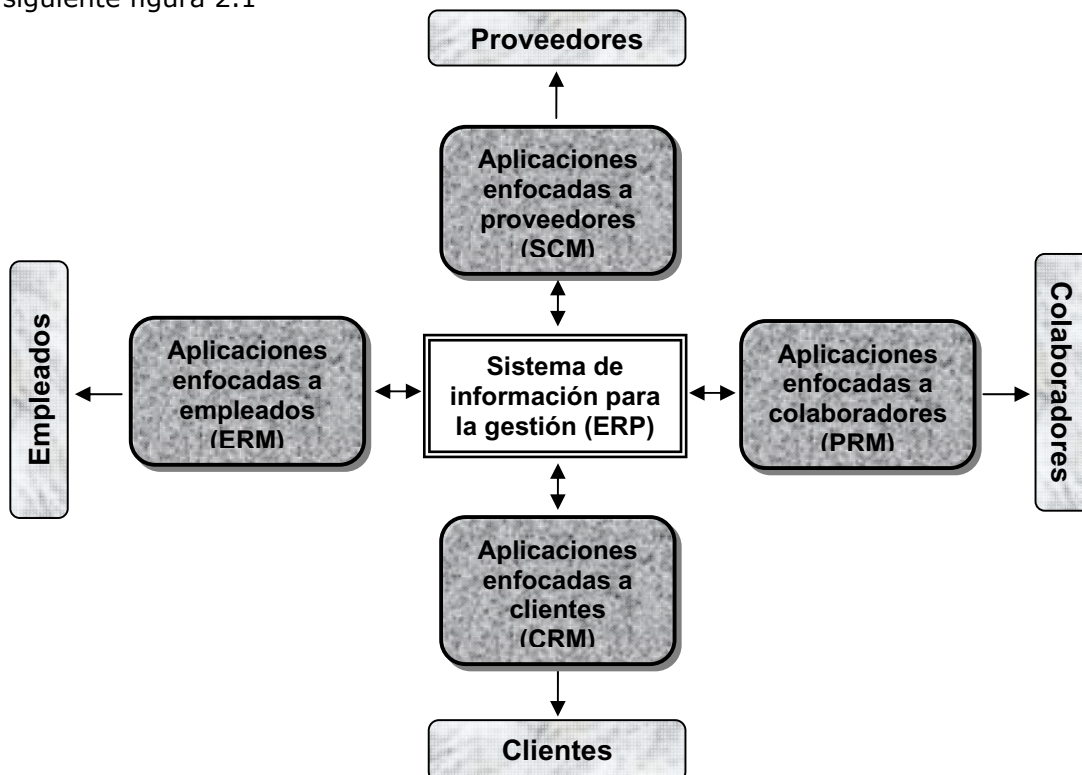 siguiente figura 2.1
Proveedores
Aplicaciones
enfocadas a
proveedores
(SCM)
Empleados
Aplicaciones
enfocadas a
empleados
(ERM)
Sistema de
información para
la gestión (ERP)
Aplicaciones
enfocadas a
colaboradores
(PRM)
Colaboradores
Aplicaciones
enfocadas a
clientes
(CRM)
Clientes